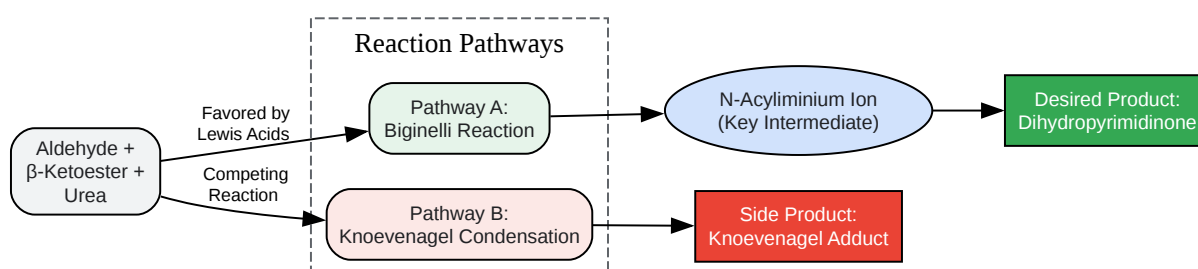 Reaction Pathways
Favored by
Lewis Acids
Pathway A:
Biginelli Reaction
N-Acyliminium Ion
(Key Intermediate)
Desired Product:
Dihydropyrimidinone
Aldehyde +
β-Ketoester +
Urea
Competing
Reaction
Pathway B:
Knoevenagel Condensation
Side Product:
Knoevenagel Adduct